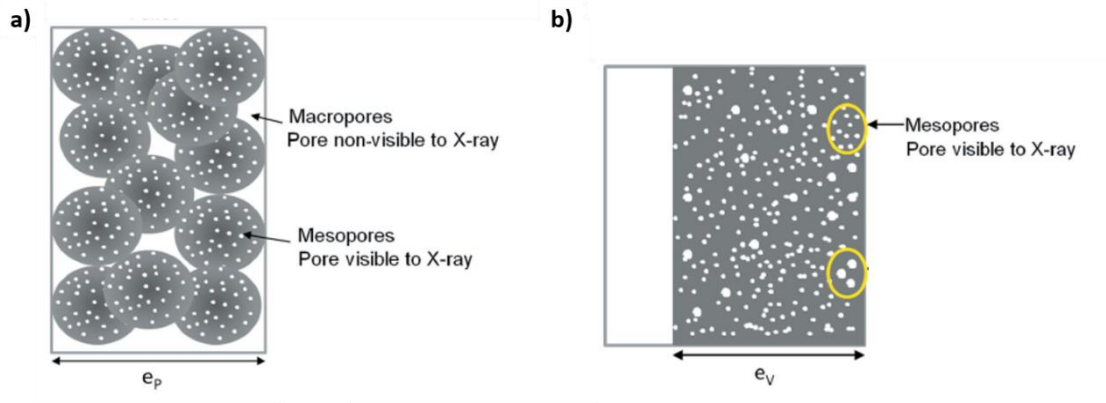 a)
Macropores
Pore non-visible to X-ray
Mesopores
Pore visible to X-ray
eP
b)
Mesopores
Pore visible to X-ray
eV